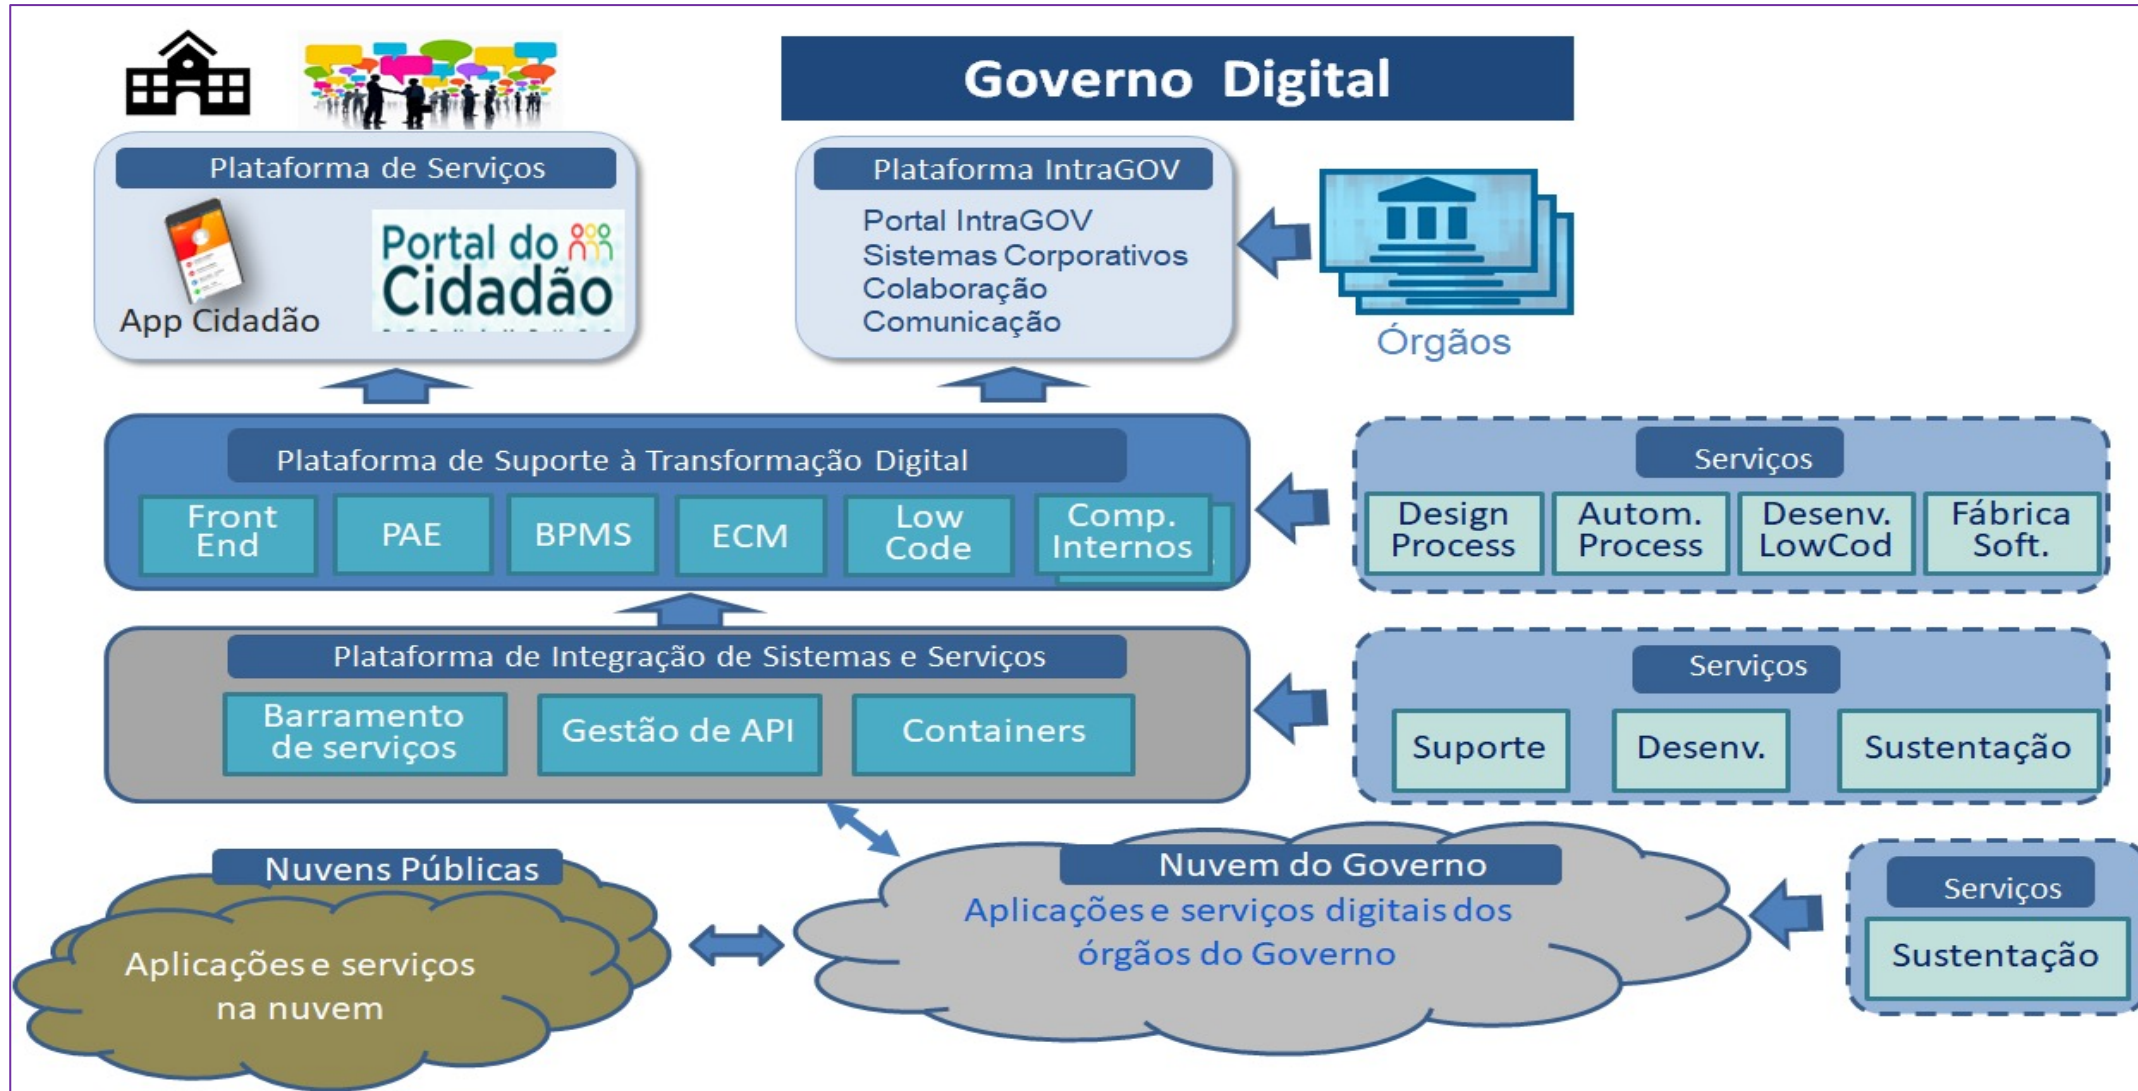 Governo Digital
Plataforma de Serviços
App Cidadão
Portal do
Cidadão
Plataforma IntraGOV
Portal IntraGOV
Sistemas Corporativos
Colaboração
Comunicação
Órgãos
Plataforma de Suporte à Transformação Digital
Front
End
PAE
BPMS
ECM
Low
Code
Comp.
Internos
Serviços
Design
Process
Autom.
Process
Desenv.
LowCod
Fábrica
Soft.
Plataforma de Integração de Sistemas e Serviços
Barramento
de serviços
Gestão de API
Containers
Serviços
Suporte
Desenv.
Sustentação
Nuvens Públicas
Aplicações e serviços
na nuvem
Nuvem do Governo
Aplicações e serviços digitais dos
órgãos do Governo
Serviços
Sustentação